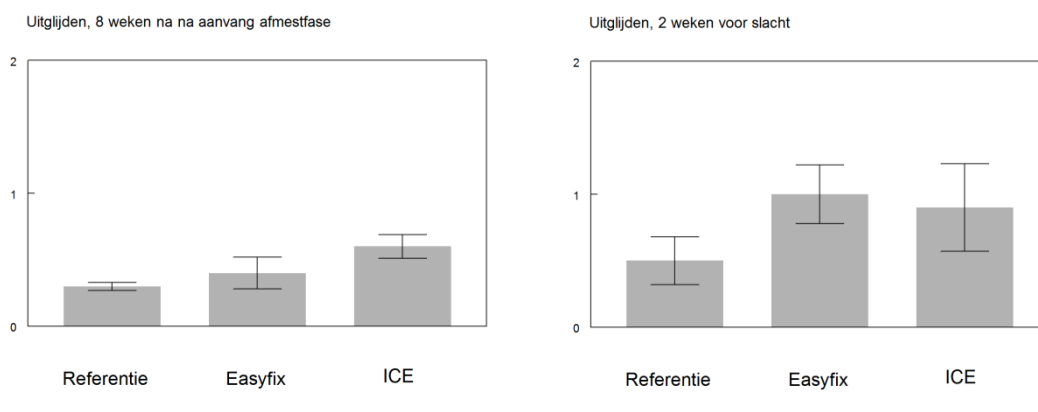 Uitglijden, 8 weken na na aanvang afmestfase
2
1
0
Referentie Easyfix ICE
Uitglijden, 2 weken voor slacht
2
1
0
Referentie Easyfix ICE